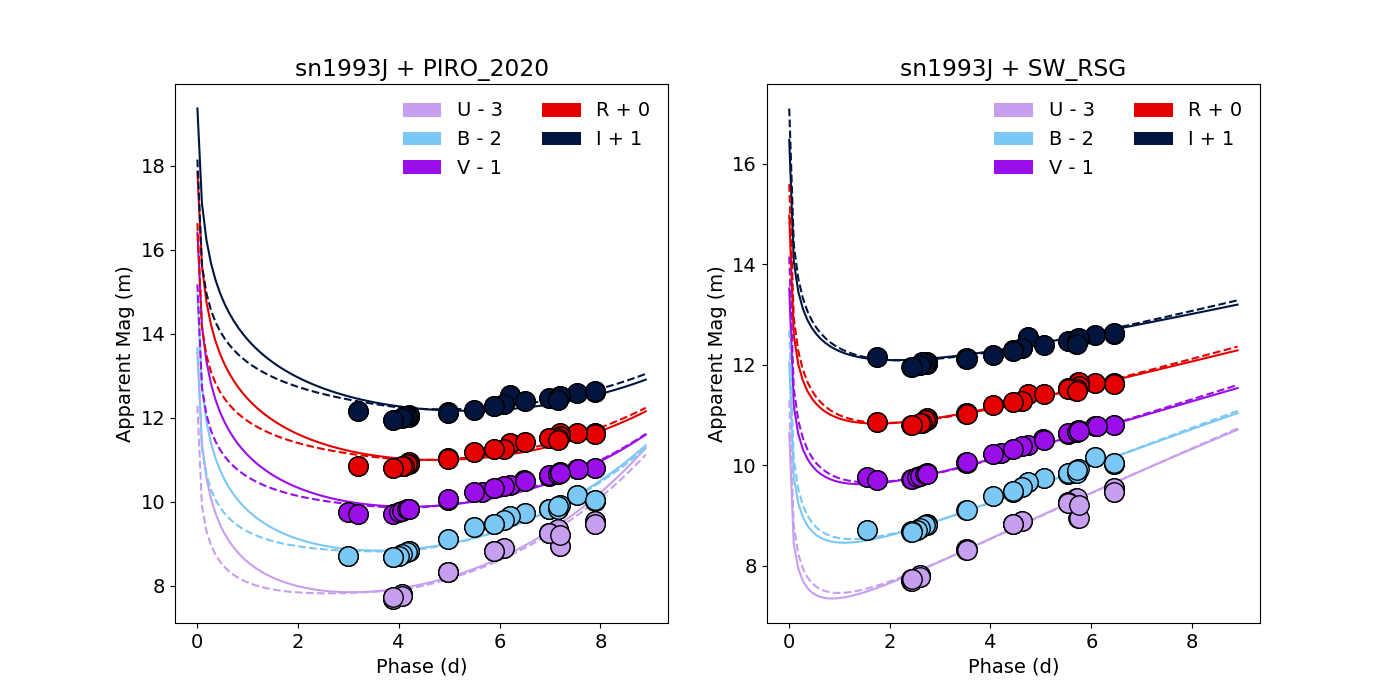 sn1993J + PIRO_2020
U - 3
B - 2
V - 1
R + 0
I + 1
Apparent Mag (m)
18
16
14
12
10
8
0 2 4 6 8
Phase (d)
sn1993J + SW_RSG
U - 3
B - 2
V - 1
R + 0
I + 1
Apparent Mag (m)
16
14
12
10
8
0 2 4 6 8
Phase (d)